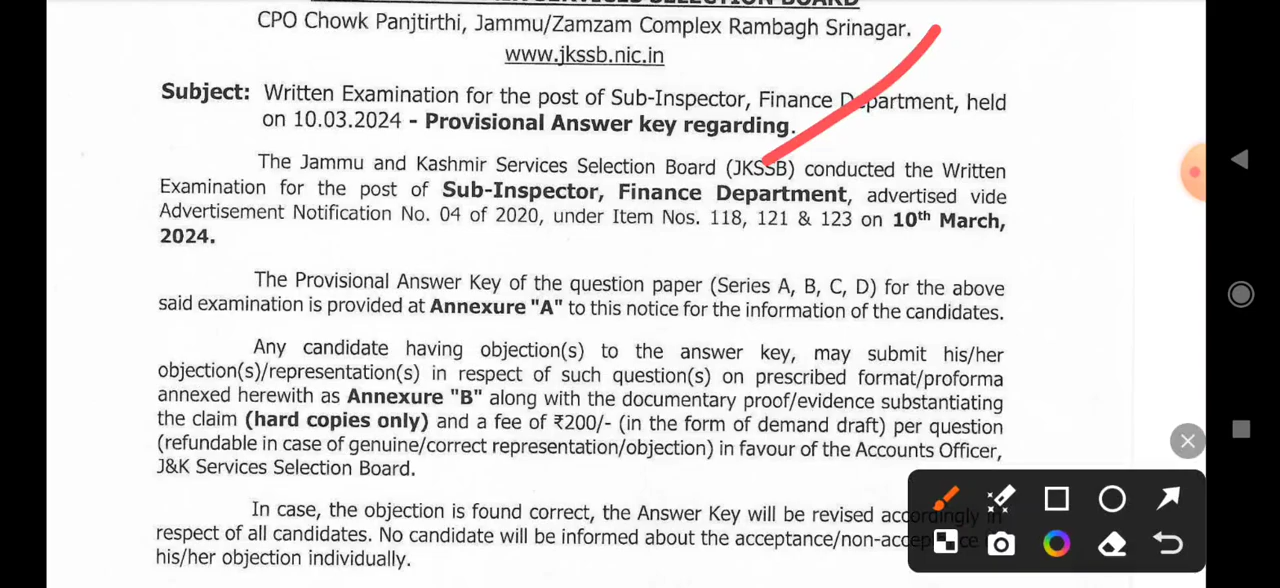 CPO Chowk Panjtirthi, Jammu/Zamzam Complex Rambagh Srinagar.
www.jkssb.nic.in
Subject: Written Examination for the post of Sub-Inspector, Finance Department, held
on 10.03.2024 - Provisional Answer key regarding.
The Jammu and Kashmir Services Selection Board (JKSSB) conducted the Written
Examination for the post of Sub-Inspector, Finance Department, advertised vide
Advertisement Notification No. 04 of 2020, under Item Nos. 118, 121 & 123 on 10th March,
2024.
The Provisional Answer Key of the question paper (Series A, B, C, D) for the above
said examination is provided at Annexure "A" to this notice for the information of the candidates.
Any candidate having objection(s) to the answer key, may submit his/her
objection(s)/representation(s) in respect of such question(s) on prescribed format/proforma
annexed herewith as Annexure "B" along with the documentary proof/evidence substantiating
the claim (hard copies only) and a fee of ₹200/- (in the form of demand draft) per question
(refundable in case of genuine/correct representation/objection) in favour of the Accounts Officer,
J&K Services Selection Board.
In case, the objection is found correct, the Answer Key will be revised accordingly in
respect of all candidates. No candidate will be informed about the acceptance/non-acceptance
his/her objection individually.